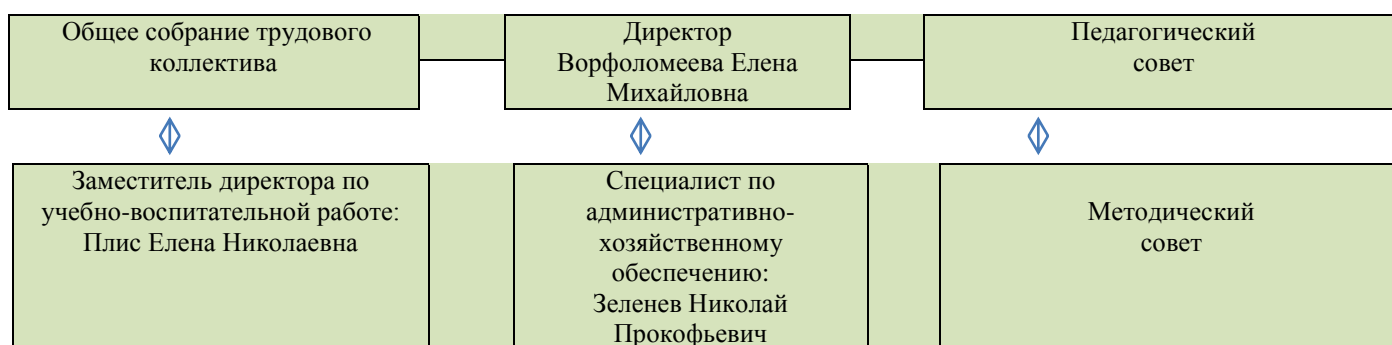 Общее собрание трудового
коллектива
Директор
Ворфоломеева Елена
Михайловна
Педагогический
совет
Заместитель директора по
учебно-воспитательной работе:
Плис Елена Николаевна
Специалист по
административно-
хозяйственному
обеспечению:
Зеленев Николай
Прокофьевич
Методический
совет